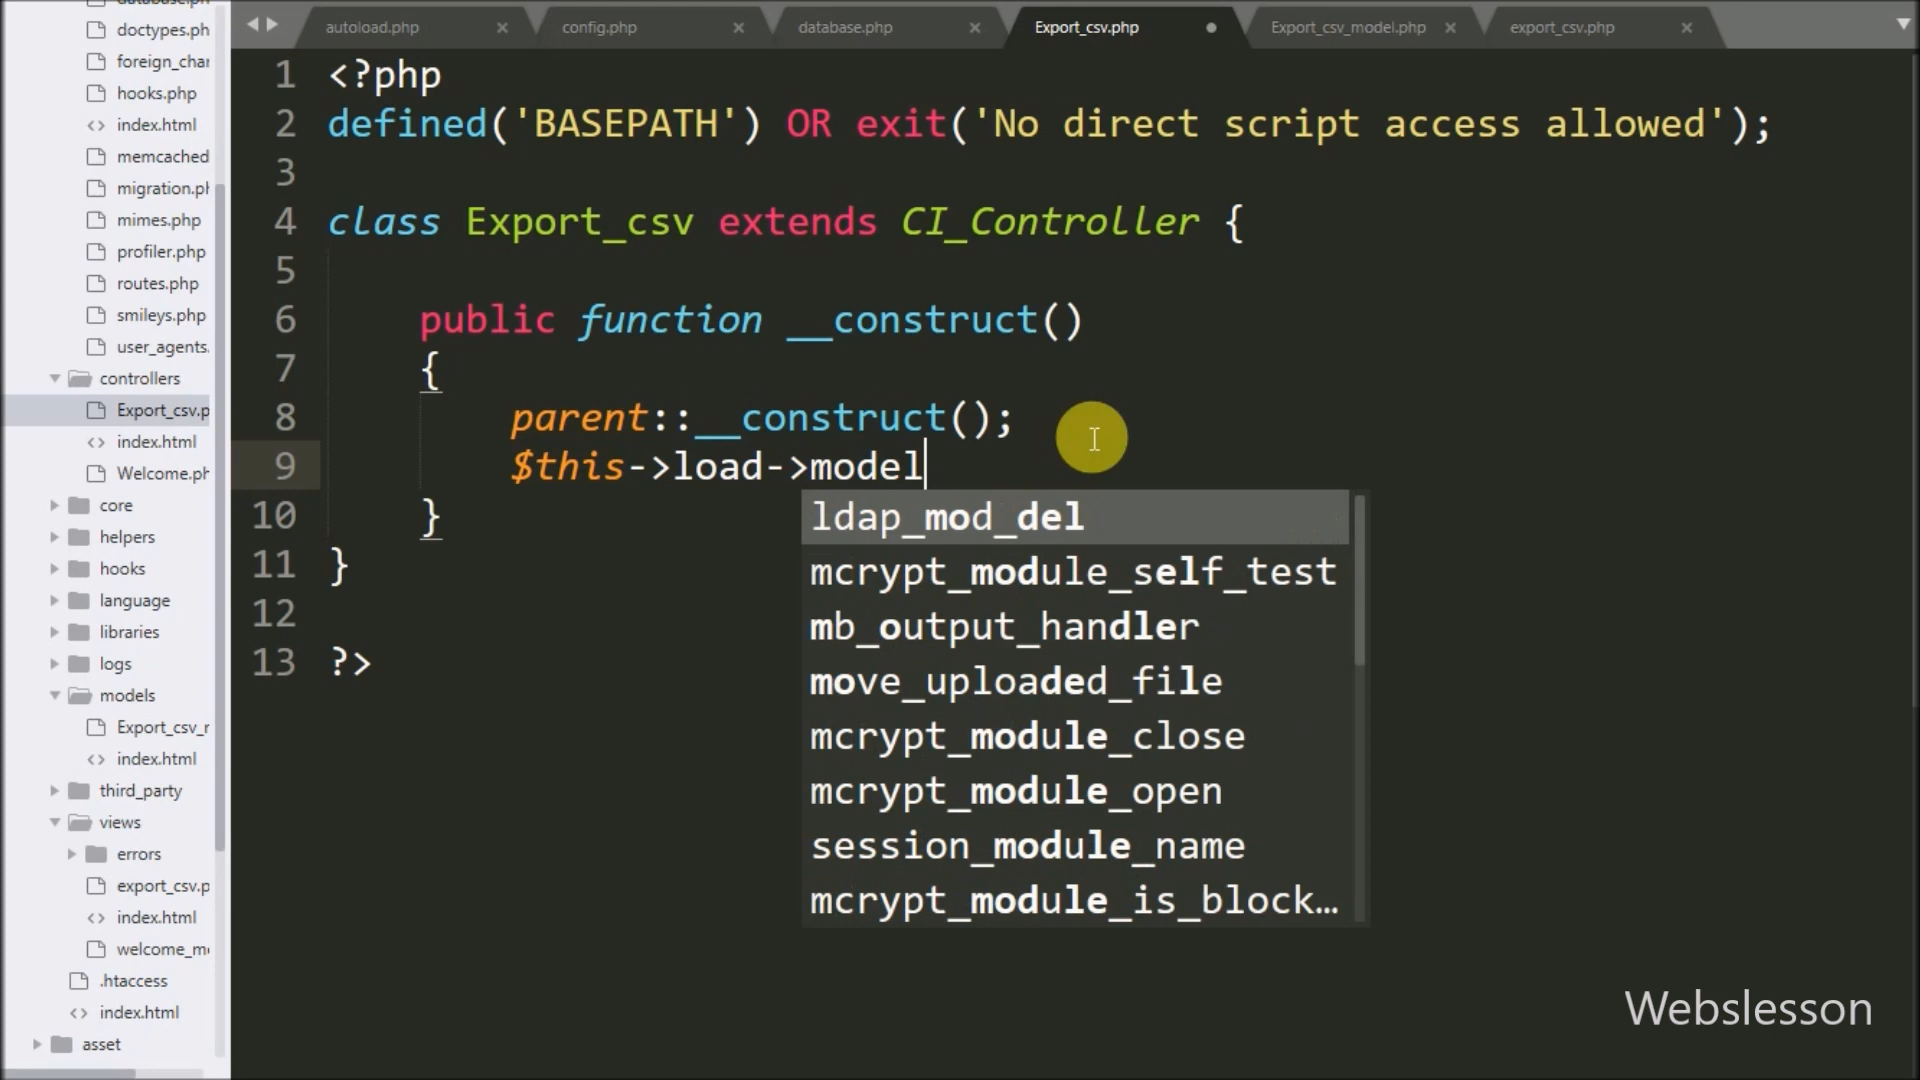 autoload.php
config.php
database.php
Export_csv.php
Export_csv_model.php
export_csv.php
doctypes.ph
foreign_char
hooks.php
index.html
memcached
migration.ph
mimes.php
profiler.php
routes.php
smileys.php
user_agents.
controllers
Export_csv.p
index.html
Welcome.ph
core
helpers
hooks
language
libraries
logs
models
Export_csv_r
index.html
third_party
views
errors
export_csv.p
index.html
welcome_me
.htaccess
index.html
asset
1 <?php
2 defined('BASEPATH') OR exit('No direct script access allowed');
3
4 class Export_csv extends CI_Controller {
5
6 public function __construct()
7 {
8 parent::__construct();
9 $this->load->model
10 }
11 }
12
13 ?>
ldap_mod_del
mcrypt_module_self_test
mb_output_handler
move_uploaded_file
mcrypt_module_close
mcrypt_module_open
session_module_name
mcrypt_module_is_block…
Webslesson